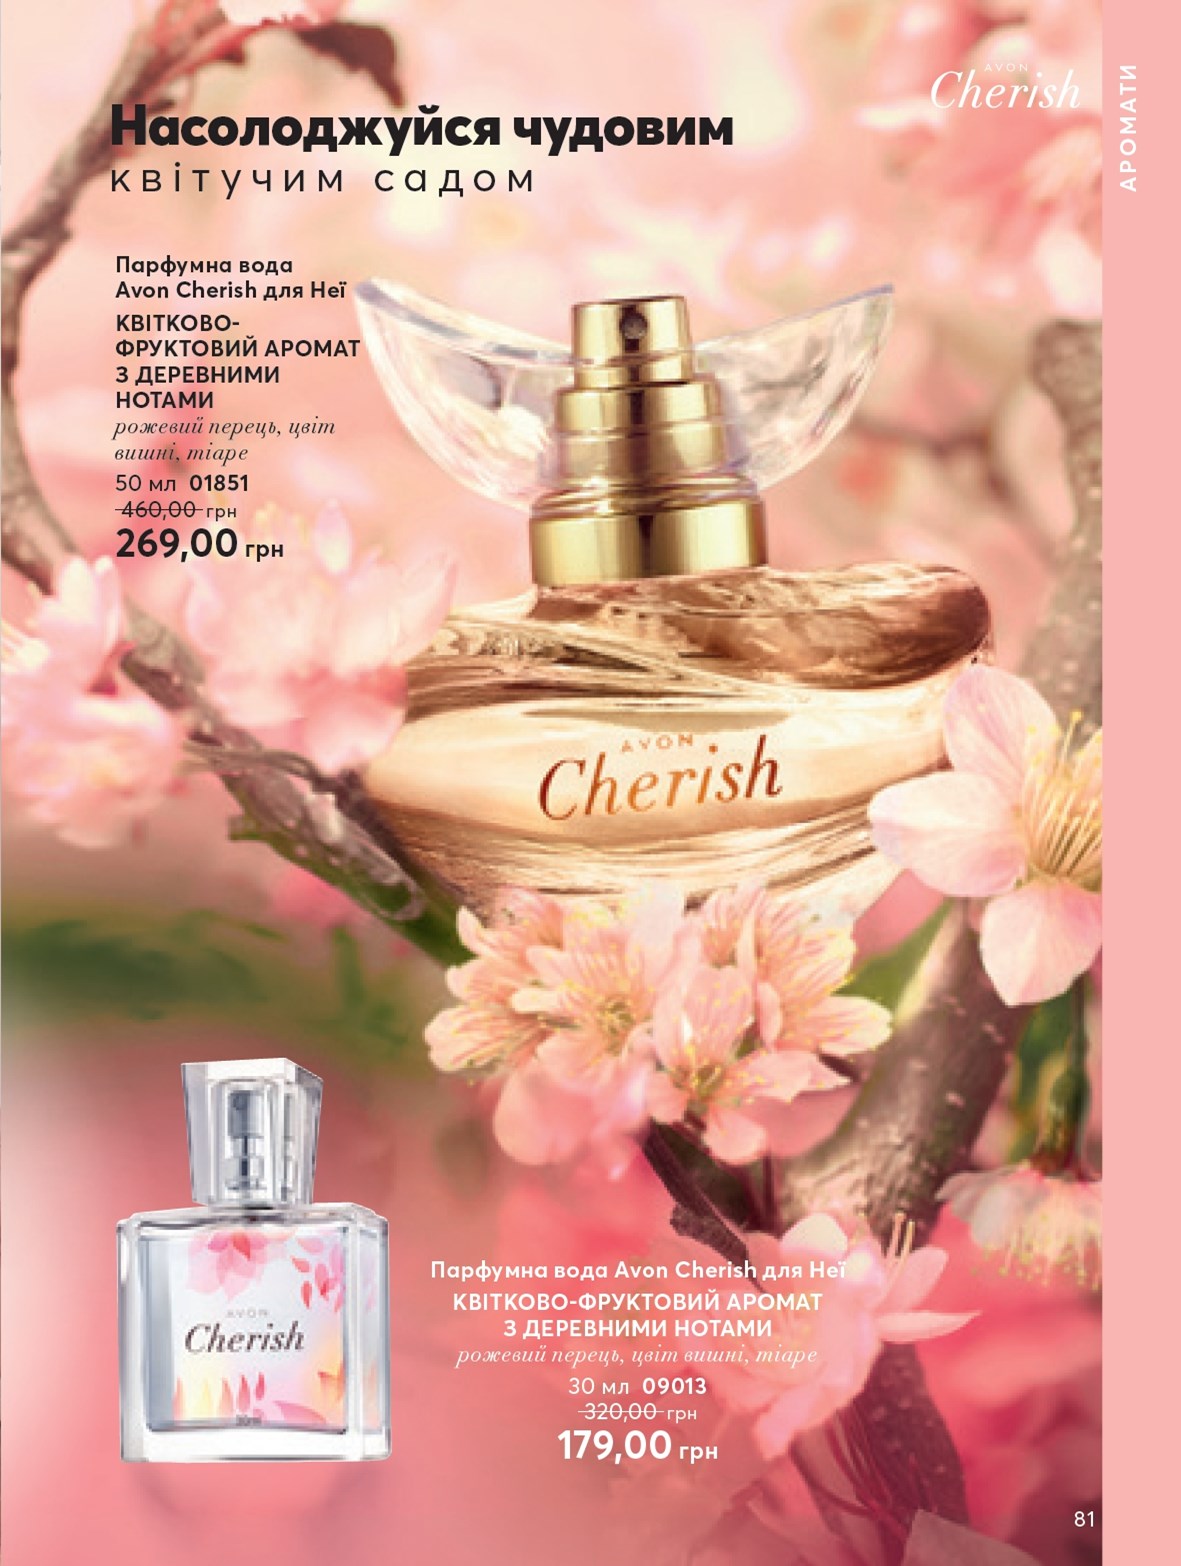 AVON
Cherish
АРОМАТИ
Насолоджуйся чудовим
квітучим садом
Парфумна вода
Avon Cherish для Неї
КВІТКОВО-
ФРУКТОВИЙ АРОМАТ
З ДЕРЕВНИМИ
НОТАМИ
рожевий перець, цвіт
вишні, тіаре
50 мл 01851
460,00 грн
269,00 грн
AVON
Cherish
AVON
Cherish
30ml
Парфумна вода Avon Cherish для Неї
КВІТКОВО-ФРУКТОВИЙ АРОМАТ
З ДЕРЕВНИМИ НОТАМИ
рожевий перець, цвіт вишні, тіаре
30 мл 09013
320,00 грн
179,00 грн
81